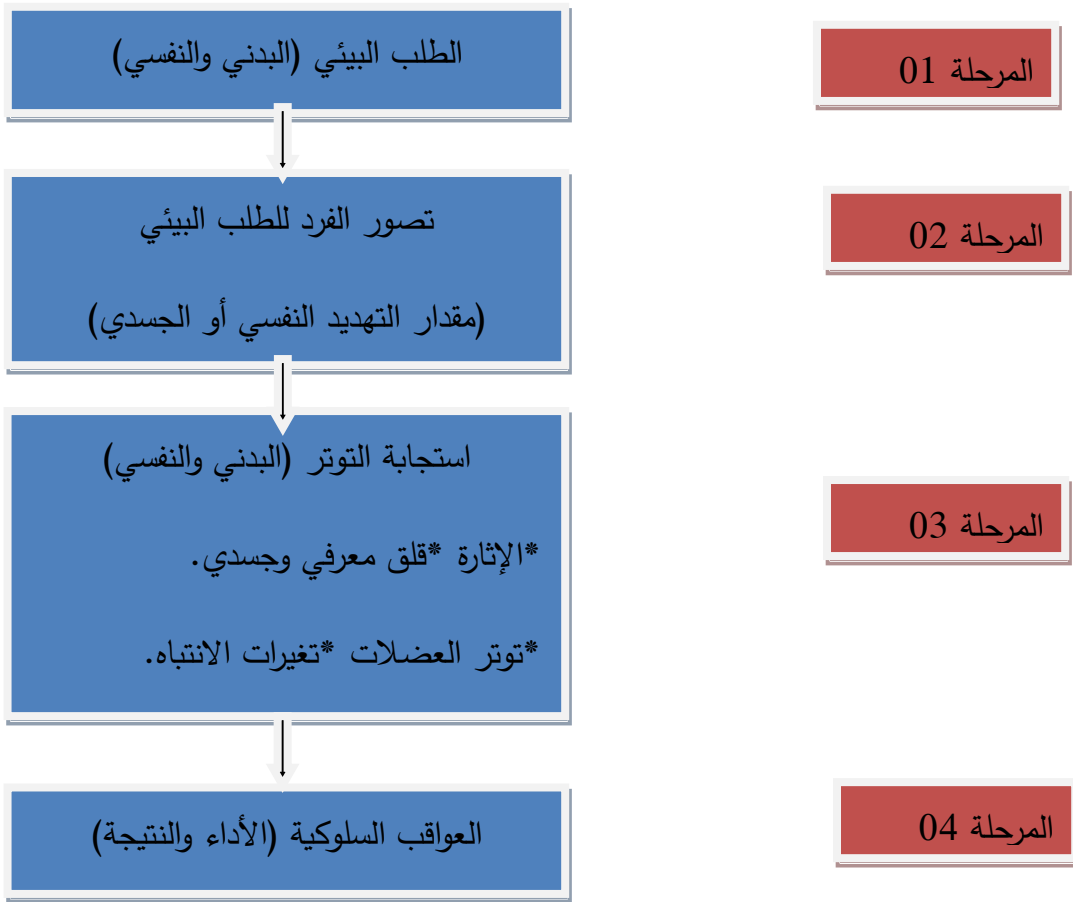 المرحلة 01
الطلب البيئي (البدني والنفسي)
المرحلة 02
تصور الفرد للطلب البيئي
(مقدار التهديد النفسي أو الجسدي)
المرحلة 03
استجابة التوتر (البدني والنفسي)
*الإثارة *قلق معرفي وجسدي.
*توتر العضلات *تغيرات الانتباه.
المرحلة 04
العواقب السلوكية (الأداء والنتيجة)